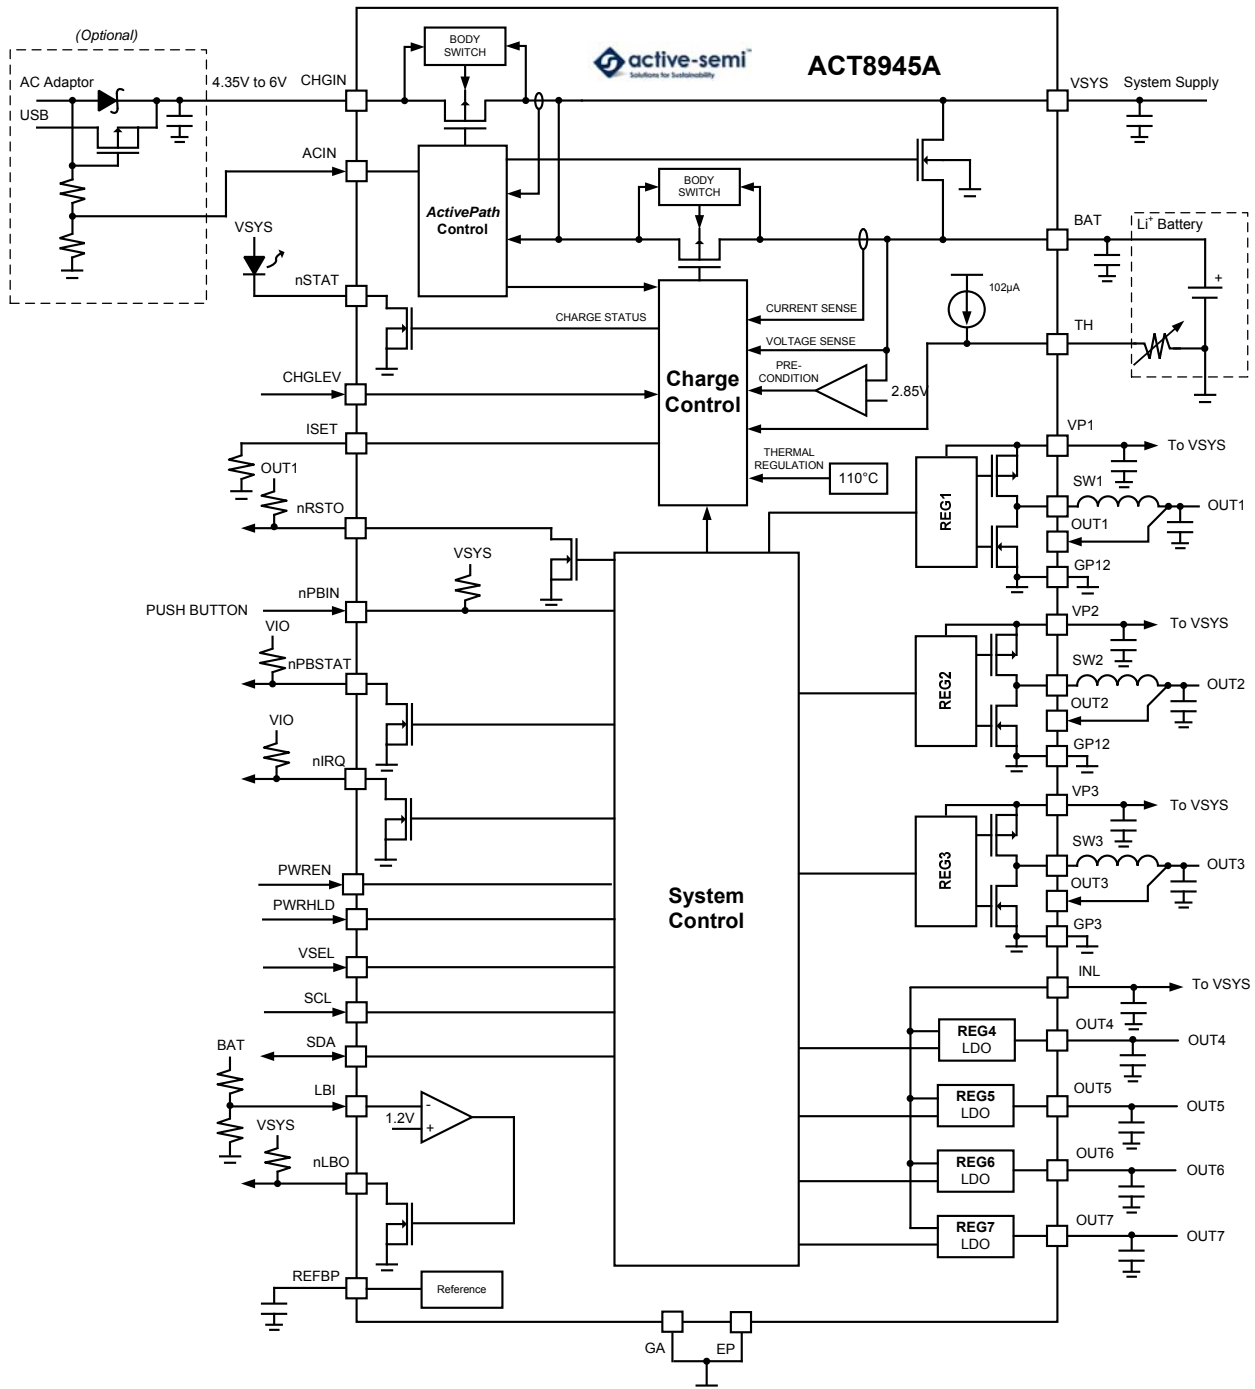 (Optional)
AC Adaptor
USB
4.35V to 6V
CHGIN
BODY
SWITCH
active-semi™
Solutions for Sustainability
ACT8945A
VSYS
System Supply
ACIN
ActivePath
Control
BODY
SWITCH
BAT
Li+ Battery
+
VSYS
nSTAT
CHARGE STATUS
CURRENT SENSE
102µA
VOLTAGE SENSE
TH
PRE-
CONDITION
2.85V
Charge
Control
CHGLEV
ISET
THERMAL
REGULATION
110°C
OUT1
nRSTO
VP1
To VSYS
REG1
SW1
OUT1
OUT1
GP12
VSYS
nPBIN
PUSH BUTTON
VIO
nPBSTAT
VP2
To VSYS
REG2
SW2
OUT2
OUT2
GP12
VIO
nIRQ
VP3
To VSYS
REG3
SW3
OUT3
OUT3
GP3
PWREN
PWRHLD
System
Control
VSEL
SCL
SDA
INL
To VSYS
REG4
LDO
OUT4
OUT4
BAT
LBI
1.2V
-
+
REG5
LDO
OUT5
OUT5
VSYS
nLBO
REG6
LDO
OUT6
OUT6
REG7
LDO
OUT7
OUT7
REFBP
Reference
GA
EP